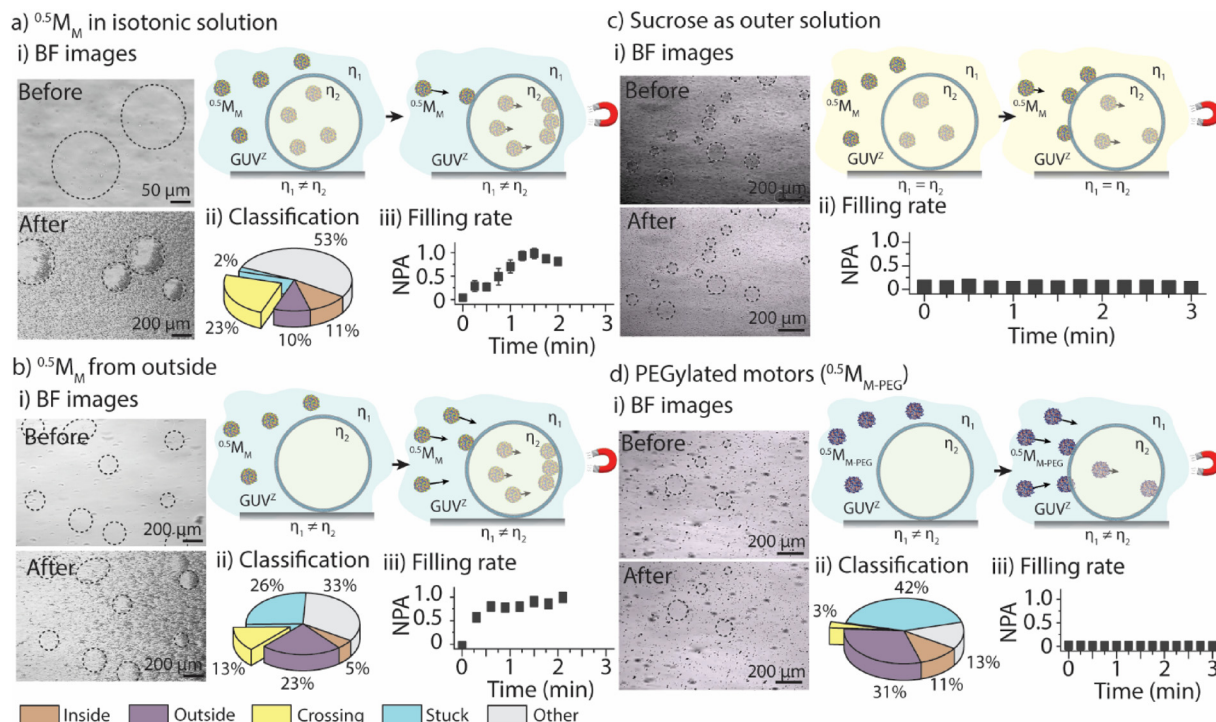 a) ⁰·⁵M_M in isotonic solution
i) BF images
Before
50 µm
After
200 µm
⁰·⁵M_M
η₁
η₂
GUVᶻ
η₁ ≠ η₂
⁰·⁵M_M
η₁
η₂
GUVᶻ
η₁ ≠ η₂
ii) Classification
53%
2%
23%
10%
11%
iii) Filling rate
NPA
1.0
0.5
0
0 1 2 3
Time (min)
b) ⁰·⁵M_M from outside
i) BF images
Before
200 µm
After
200 µm
⁰·⁵M_M
η₁
η₂
GUVᶻ
η₁ ≠ η₂
⁰·⁵M_M
η₁
η₂
GUVᶻ
η₁ ≠ η₂
ii) Classification
26%
33%
13%
23%
5%
iii) Filling rate
NPA
1.0
0.5
0
0 1 2 3
Time (min)
c) Sucrose as outer solution
i) BF images
Before
200 µm
After
200 µm
⁰·⁵M_M
η₁
η₂
GUVᶻ
η₁ = η₂
⁰·⁵M_M
η₁
η₂
GUVᶻ
η₁ = η₂
ii) Filling rate
NPA
1.0
0.5
0
0 1 2 3
Time (min)
d) PEGylated motors (⁰·⁵M_M-PEG)
i) BF images
Before
200 µm
After
200 µm
⁰·⁵M_M-PEG
η₁
η₂
GUVᶻ
η₁ ≠ η₂
⁰·⁵M_M-PEG
η₁
η₂
GUVᶻ
η₁ ≠ η₂
ii) Classification
42%
3%
31%
11%
13%
iii) Filling rate
NPA
1.0
0.5
0
0 1 2 3
Time (min)
Inside Outside Crossing Stuck Other